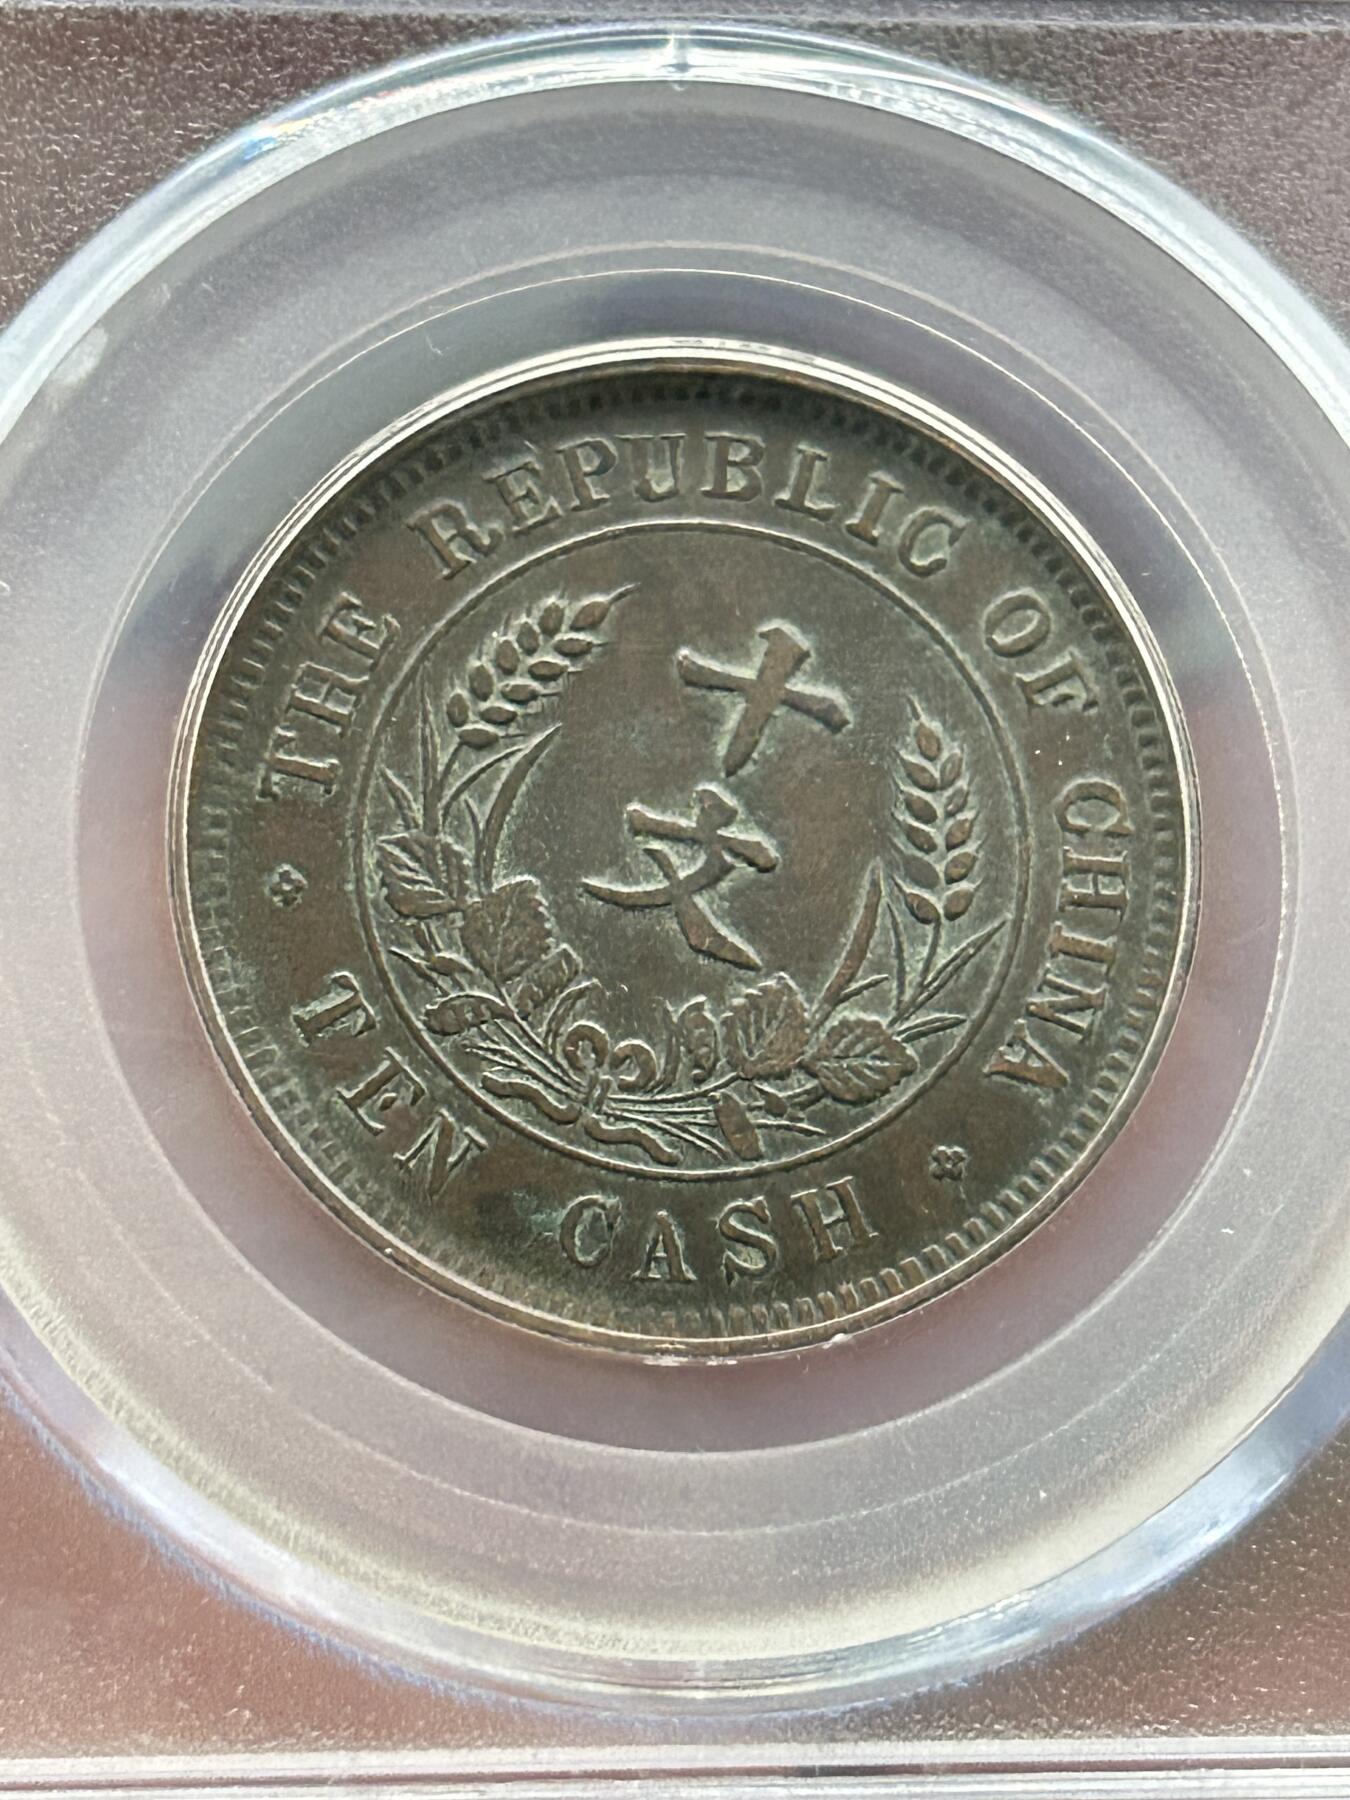 THE REPUBLIC OF CHINA
十
文
TEN CASH